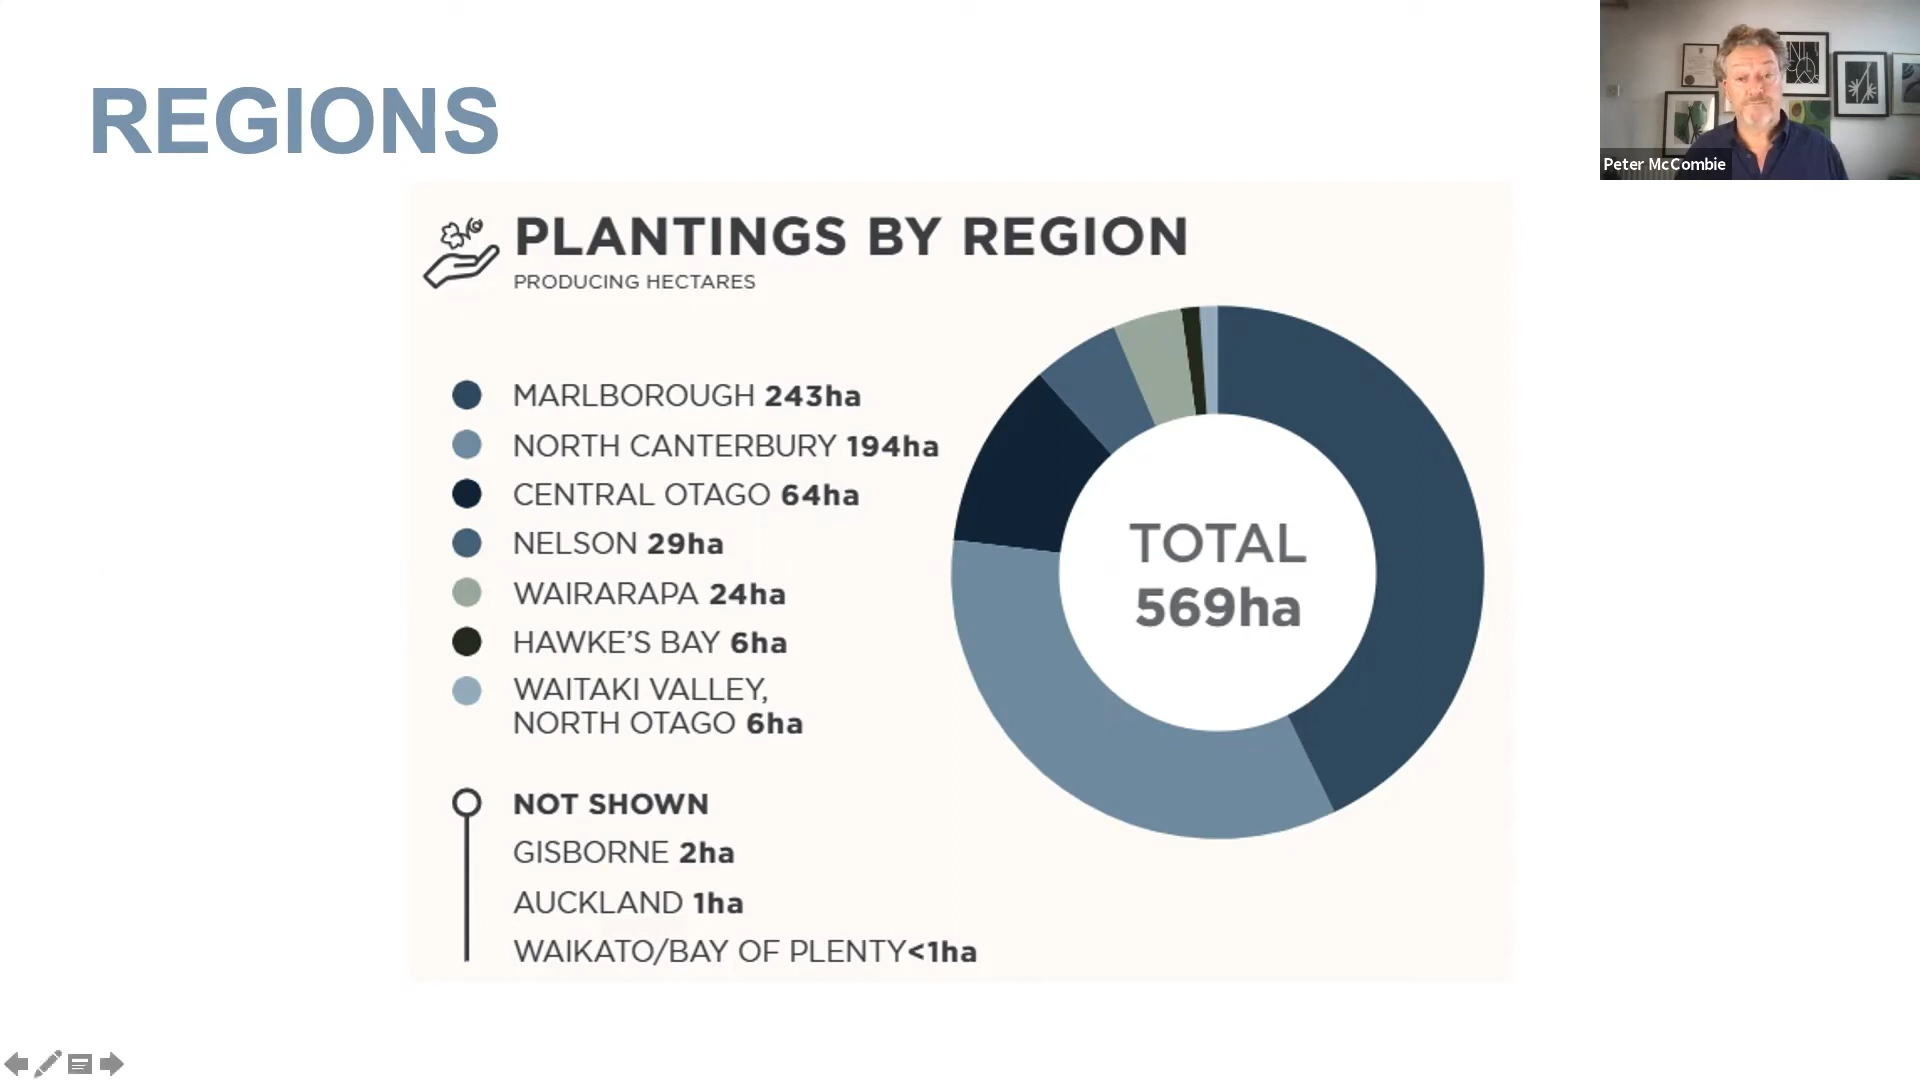 REGIONS
Peter McCombie
PLANTINGS BY REGION
PRODUCING HECTARES
MARLBOROUGH 243ha
NORTH CANTERBURY 194ha
CENTRAL OTAGO 64ha
NELSON 29ha
WAIRARAPA 24ha
HAWKE'S BAY 6ha
WAITAKI VALLEY,
NORTH OTAGO 6ha
NOT SHOWN
GISBORNE 2ha
AUCKLAND 1ha
WAIKATO/BAY OF PLENTY<1ha
TOTAL
569ha